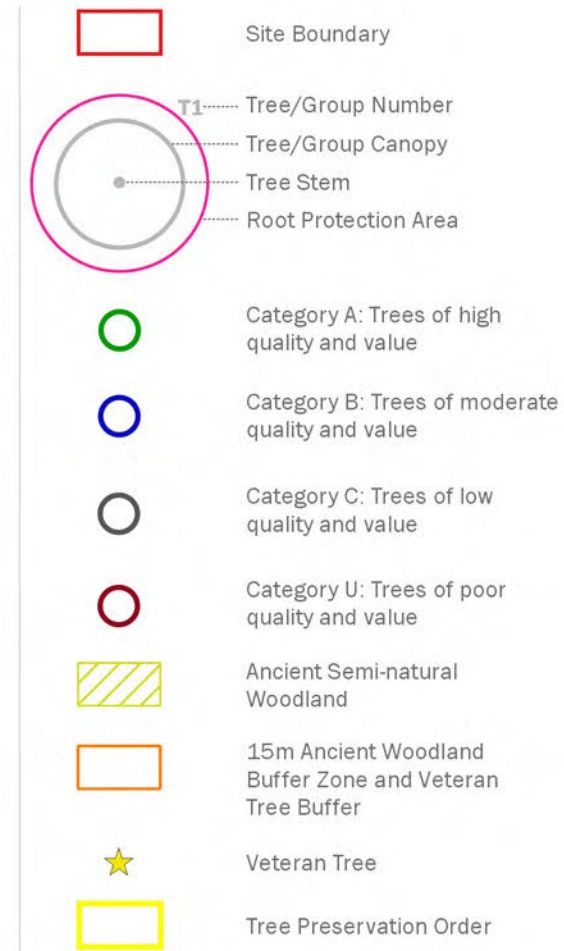 Site Boundary
T1
Tree/Group Number
Tree/Group Canopy
Tree Stem
Root Protection Area
Category A: Trees of high
quality and value
Category B: Trees of moderate
quality and value
Category C: Trees of low
quality and value
Category U: Trees of poor
quality and value
Ancient Semi-natural
Woodland
15m Ancient Woodland
Buffer Zone and Veteran
Tree Buffer
Veteran Tree
Tree Preservation Order